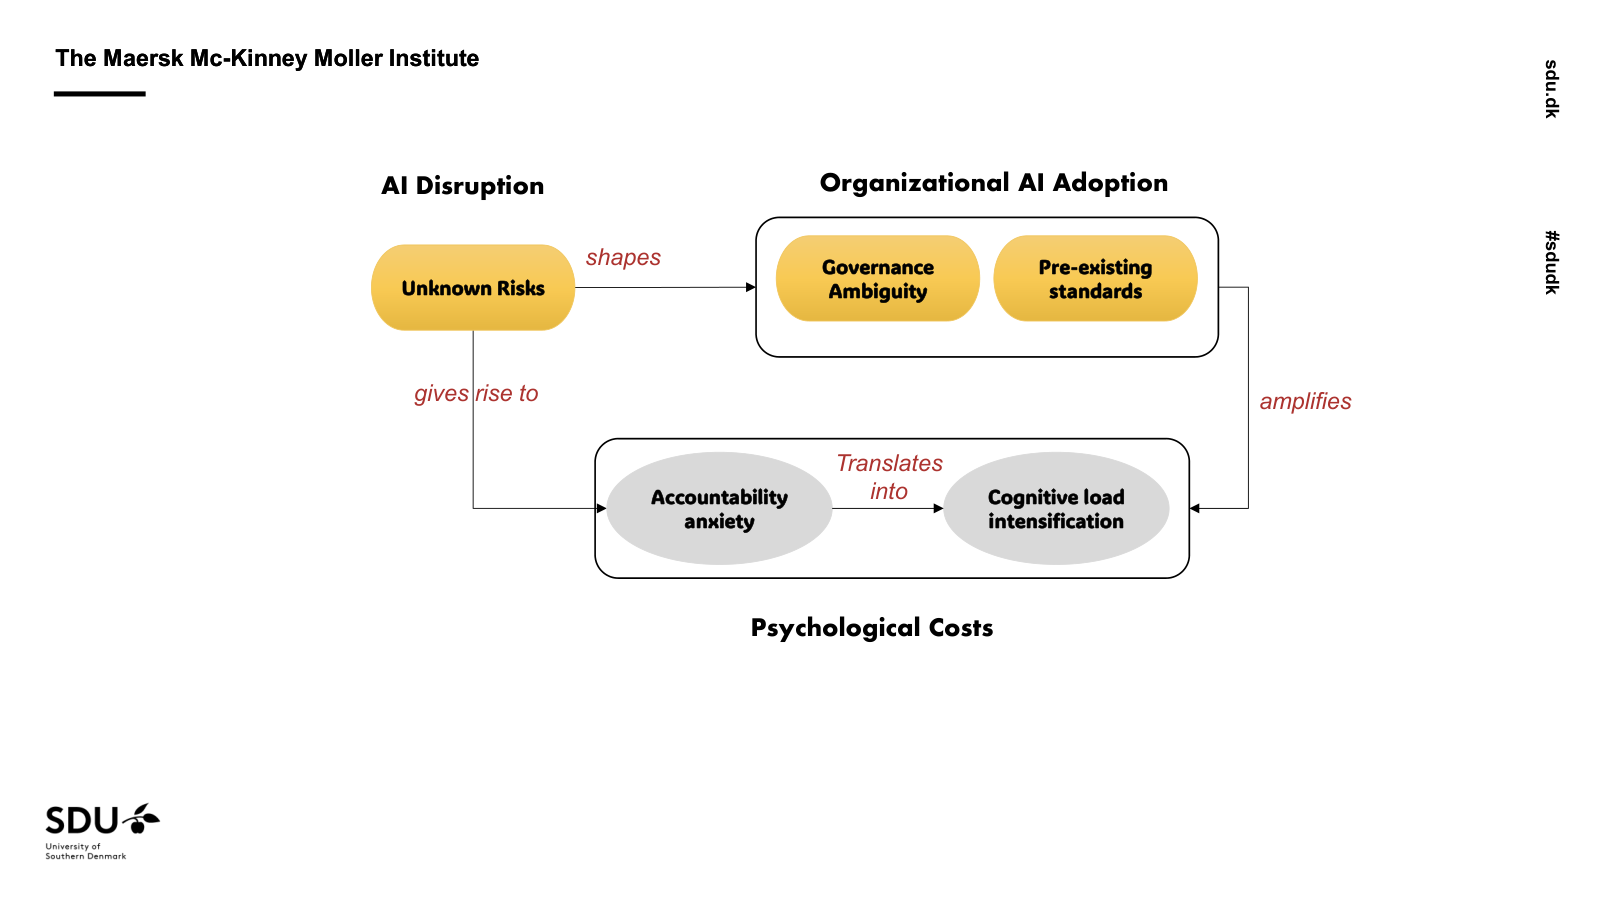 The Maersk Mc-Kinney Moller Institute
sdu.dk
#sdudk
AI Disruption
Organizational AI Adoption
Unknown Risks
shapes
Governance
Ambiguity
Pre-existing
standards
gives rise to
amplifies
Accountability
anxiety
Translates
into
Cognitive load
intensification
Psychological Costs
SDU
University of
Southern Denmark